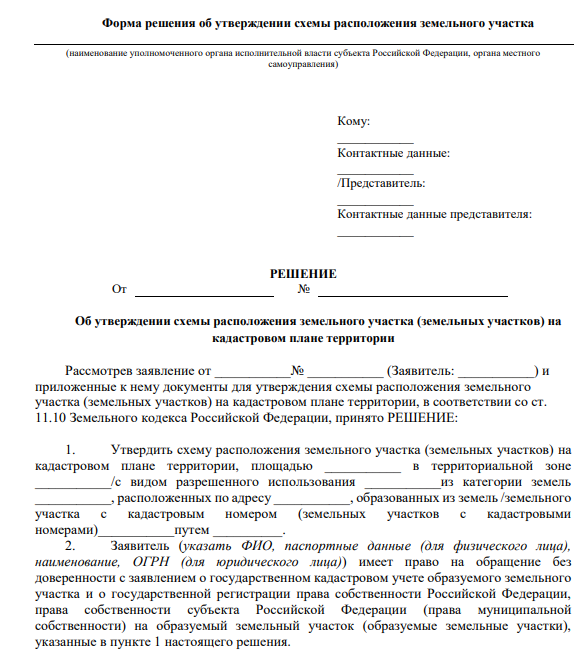 Форма решения об утверждении схемы расположения земельного участка
(наименование уполномоченного органа исполнительной власти субъекта Российской Федерации, органа местного
самоуправления)
Кому:
___________
Контактные данные:
___________
/Представитель:
___________
Контактные данные представителя:
___________
РЕШЕНИЕ
От ____________________ № ____________________________
Об утверждении схемы расположения земельного участка (земельных участков) на
кадастровом плане территории
Рассмотрев заявление от ___________№ ___________ (Заявитель: ___________) и
приложенные к нему документы для утверждения схемы расположения земельного
участка (земельных участков) на кадастровом плане территории, в соответствии со ст.
11.10 Земельного кодекса Российской Федерации, принято РЕШЕНИЕ:
1. Утвердить схему расположения земельного участка (земельных участков) на
кадастровом плане территории, площадью ___________ в территориальной зоне
___________/с видом разрешенного использования ___________из категории земель
___________, расположенных по адресу ___________, образованных из земель /земельного
участка с кадастровым номером (земельных участков с кадастровыми
номерами)___________путем __________.
2. Заявитель (указать ФИО, паспортные данные (для физического лица),
наименование, ОГРН (для юридического лица)) имеет право на обращение без
доверенности с заявлением о государственном кадастровом учете образуемого земельного
участка и о государственной регистрации права собственности Российской Федерации,
права собственности субъекта Российской Федерации (права муниципальной
собственности) на образуемый земельный участок (образуемые земельные участки),
указанные в пункте 1 настоящего решения.